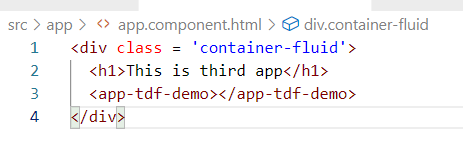 src > app > <> app.component.html > div.container-fluid
1 <div class = 'container-fluid'>
2 <h1>This is third app</h1>
3 <app-tdf-demo></app-tdf-demo>
4 </div>